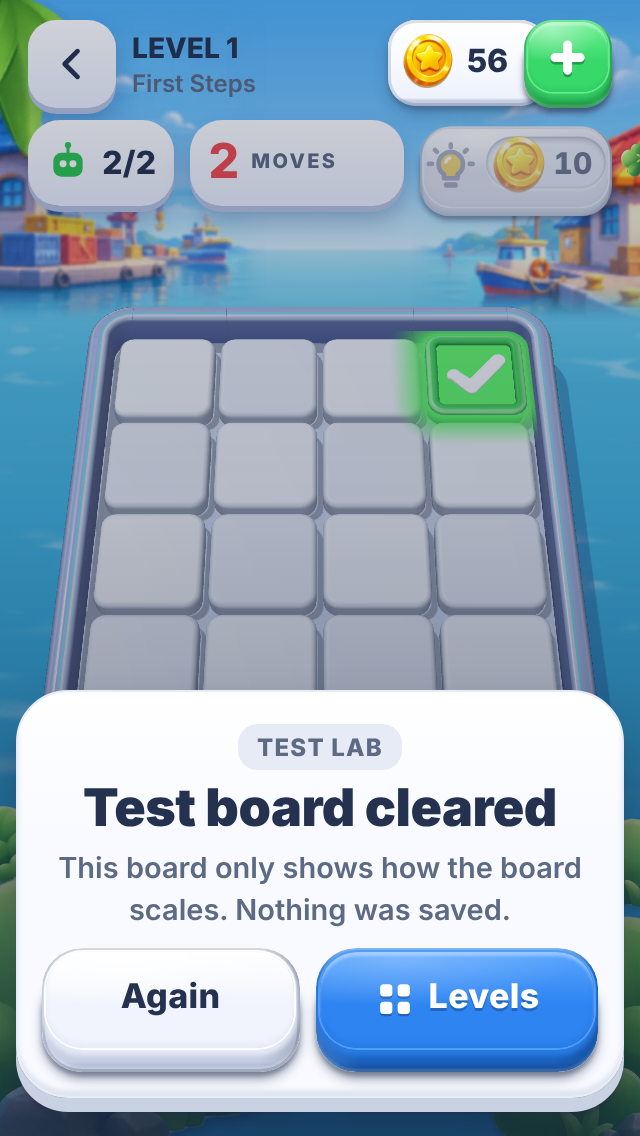 LEVEL 1
First Steps
56
2/2
2 MOVES
10
TEST LAB
Test board cleared
This board only shows how the board
scales. Nothing was saved.
Again
Levels